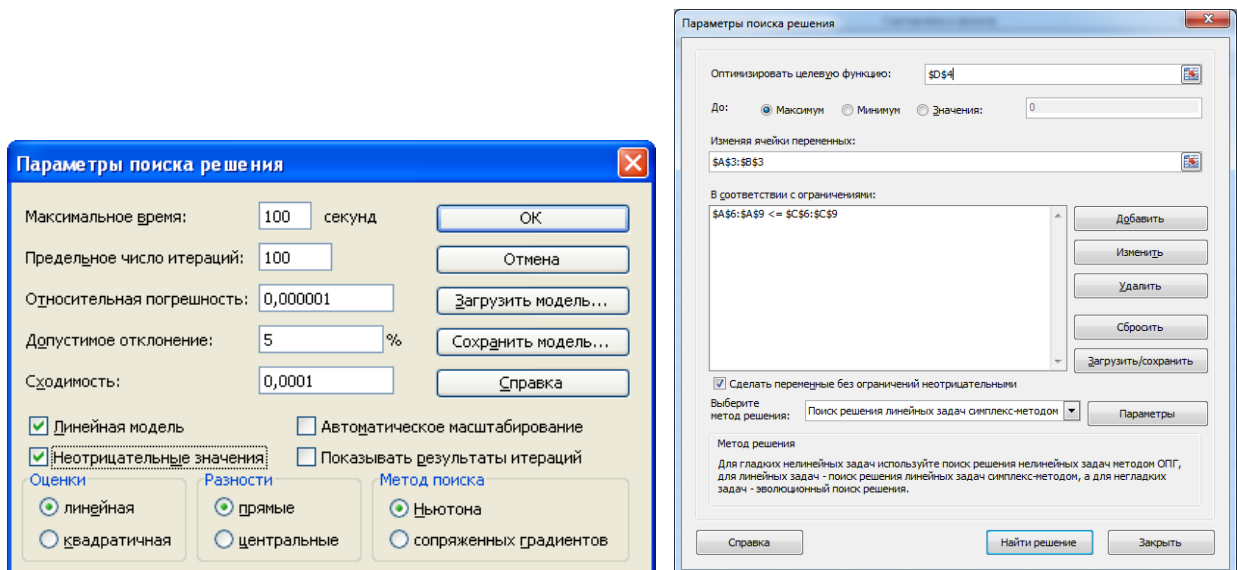 Параметры поиска решения
Максимальное время: 100 секунд ОК
Предельное число итераций: 100 Отмена
Относительная погрешность: 0,000001 Загрузить модель...
Допустимое отклонение: 5 % Сохранить модель...
Сходимость: 0,0001 Справка
Линейная модель Автоматическое масштабирование
Неотрицательные значения Показывать результаты итераций
Оценки Разности Метод поиска
линейная прямые Ньютона
квадратичная центральные сопряженных градиентов
Параметры поиска решения
Оптимизировать целевую функцию: $D$4
До: Максимум Минимум Значения: 0
Изменяя ячейки переменных:
$A$3:$B$3
В соответствии с ограничениями:
$A$6:$A$9 <= $C$6:$C$9
Добавить
Изменить
Удалить
Сбросить
Загрузить/сохранить
Сделать переменные без ограничений неотрицательными
Выберите
метод решения: Поиск решения линейных задач симплекс-методом Параметры
Метод решения
Для гладких нелинейных задач используйте поиск решения нелинейных задач методом ОПГ,
для линейных задач - поиск решения линейных задач симплекс-методом, а для негладких
задач - эволюционный поиск решения.
Справка Найти решение Закрыть